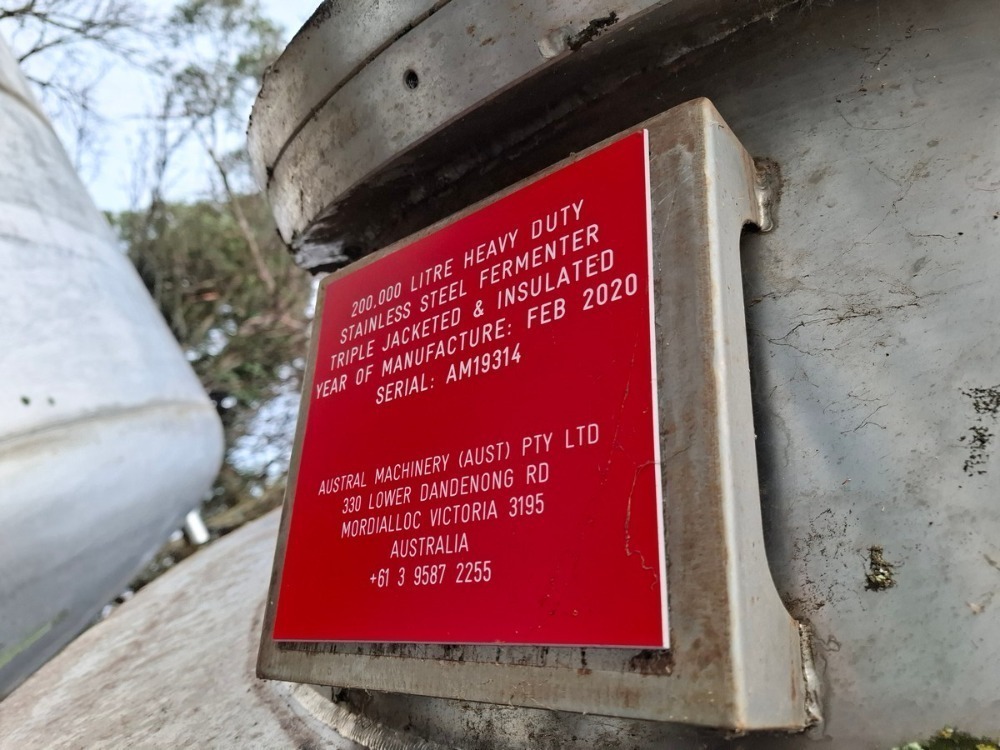 200.000 LITRE HEAVY DUTY
STAINLESS STEEL FERMENTER
TRIPLE JACKETED & INSULATED
YEAR OF MANUFACTURE: FEB 2020
SERIAL: AM19314
AUSTRAL MACHINERY (AUST) PTY LTD
330 LOWER DANDENONG RD
MORDIALLOC VICTORIA 3195
AUSTRALIA
+61 3 9587 2255